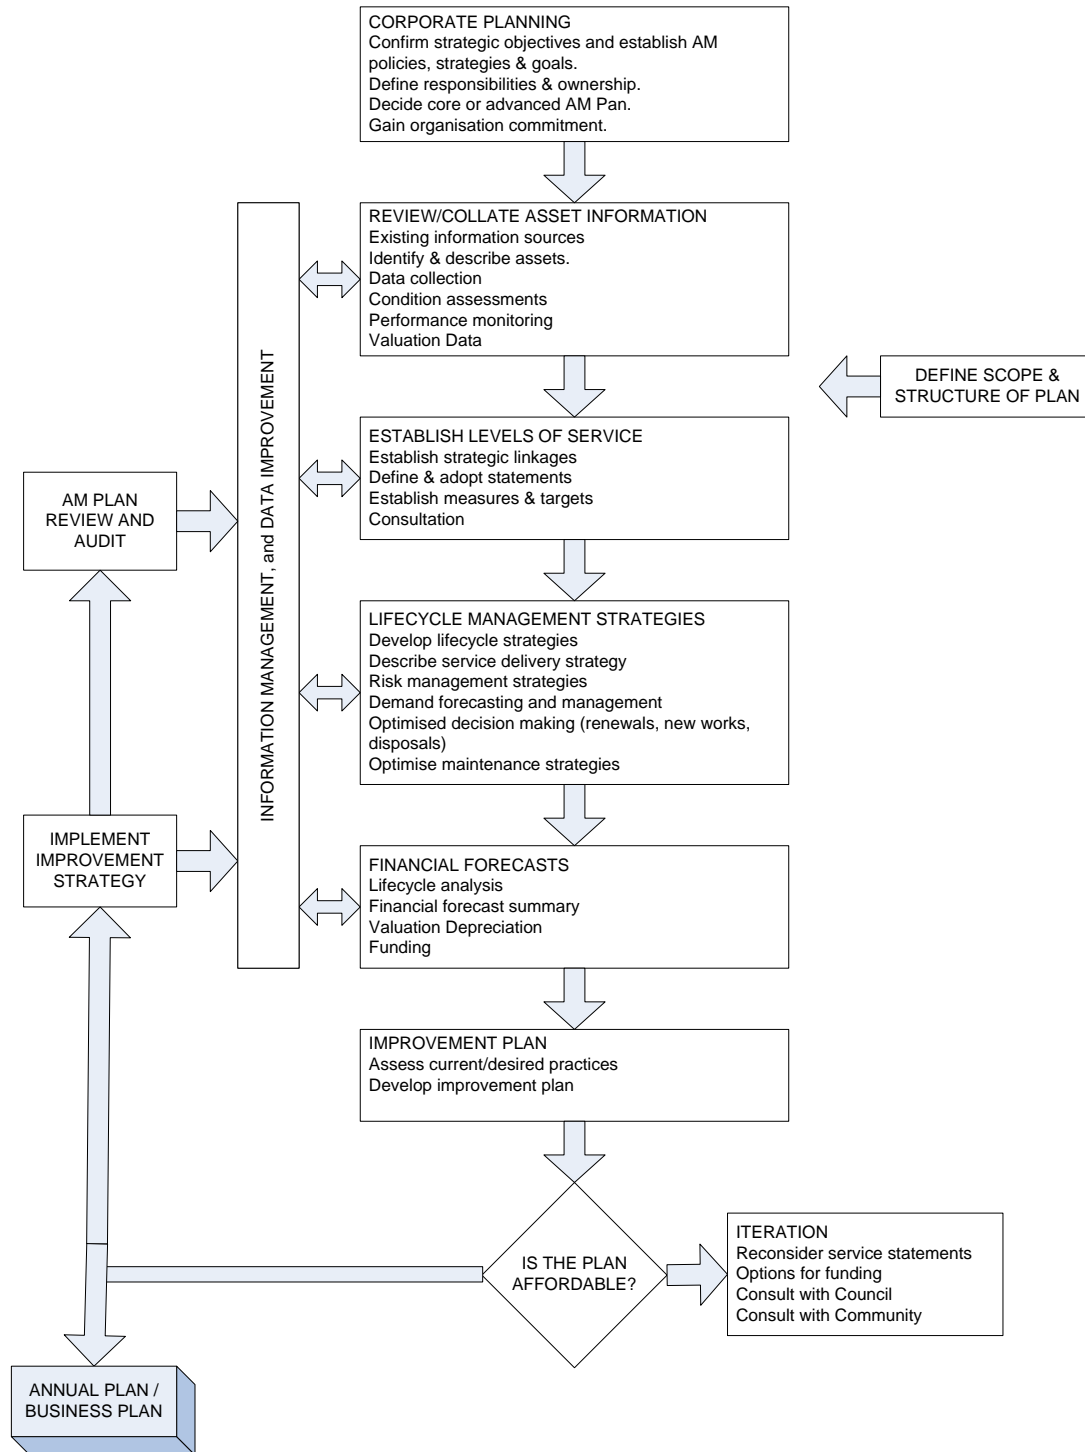 CORPORATE PLANNING
Confirm strategic objectives and establish AM
policies, strategies & goals.
Define responsibilities & ownership.
Decide core or advanced AM Pan.
Gain organisation commitment.
REVIEW/COLLATE ASSET INFORMATION
Existing information sources
Identify & describe assets.
Data collection
Condition assessments
Performance monitoring
Valuation Data
INFORMATION MANAGEMENT, and DATA IMPROVEMENT
DEFINE SCOPE &
STRUCTURE OF PLAN
ESTABLISH LEVELS OF SERVICE
Establish strategic linkages
Define & adopt statements
Establish measures & targets
Consultation
AM PLAN
REVIEW AND
AUDIT
LIFECYCLE MANAGEMENT STRATEGIES
Develop lifecycle strategies
Describe service delivery strategy
Risk management strategies
Demand forecasting and management
Optimised decision making (renewals, new works,
disposals)
Optimise maintenance strategies
IMPLEMENT
IMPROVEMENT
STRATEGY
FINANCIAL FORECASTS
Lifecycle analysis
Financial forecast summary
Valuation Depreciation
Funding
IMPROVEMENT PLAN
Assess current/desired practices
Develop improvement plan
IS THE PLAN
AFFORDABLE?
ITERATION
Reconsider service statements
Options for funding
Consult with Council
Consult with Community
ANNUAL PLAN /
BUSINESS PLAN